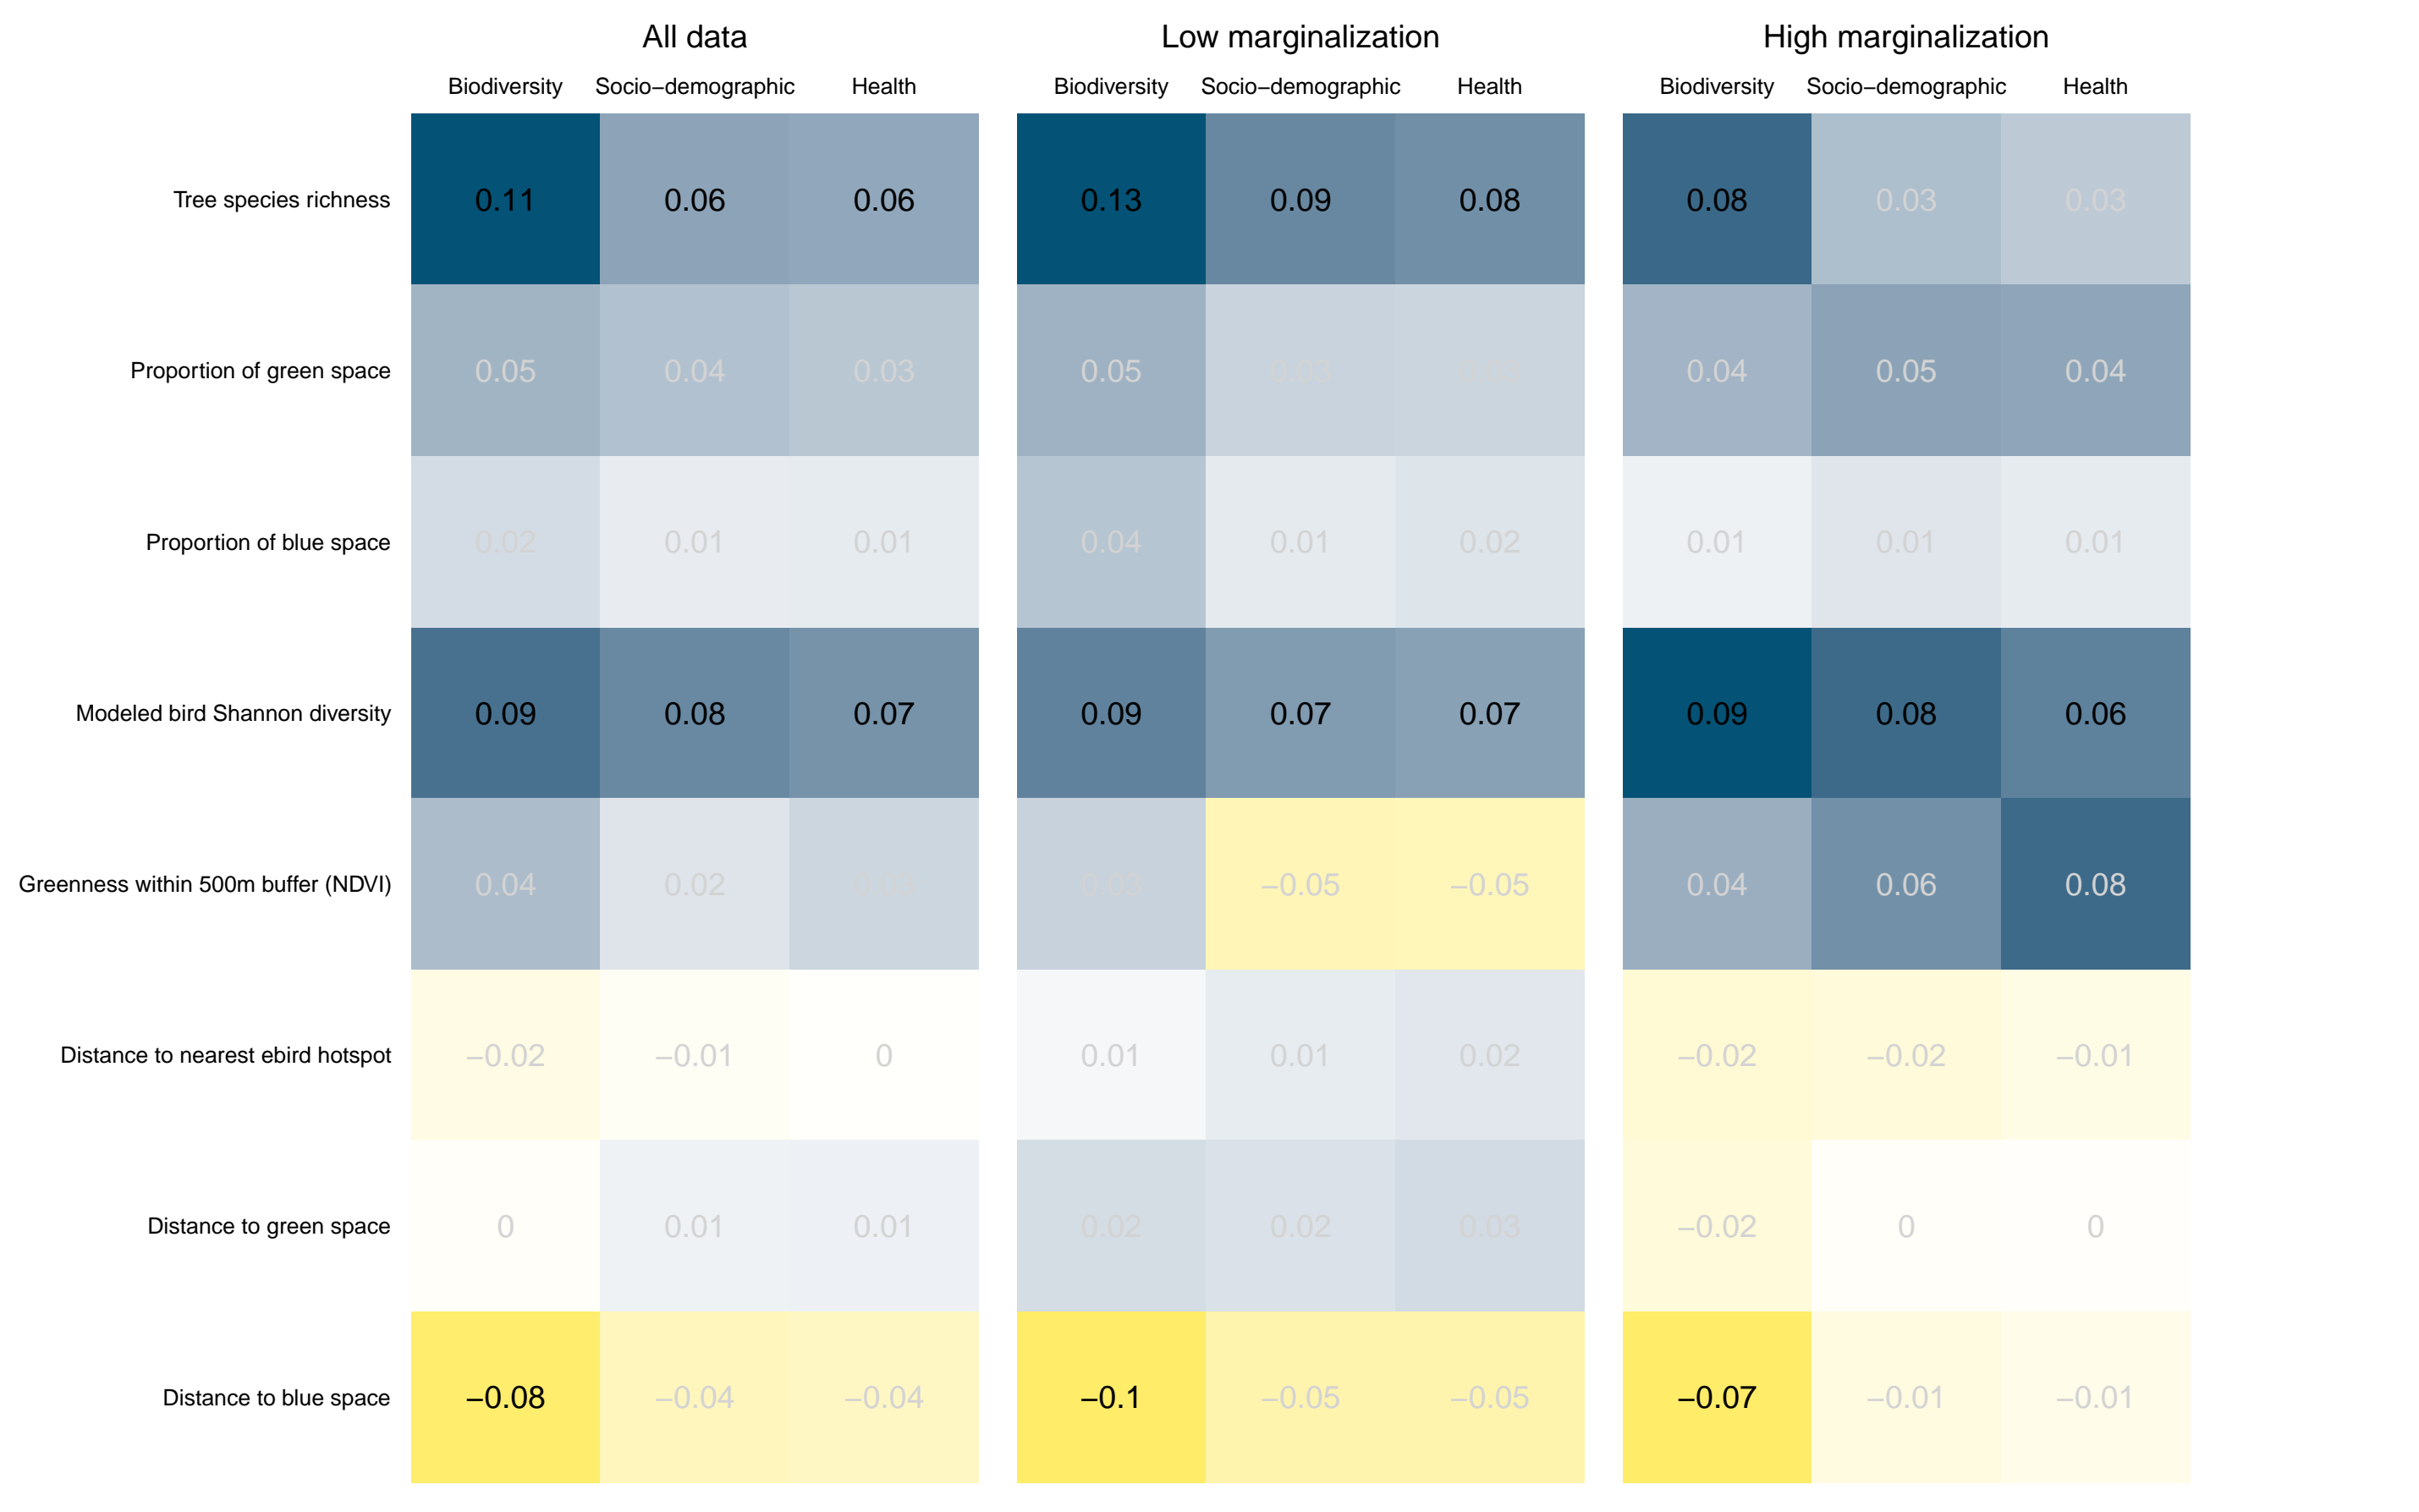 All data Low marginalization High marginalization
Biodiversity Socio−demographic Health Biodiversity Socio−demographic Health Biodiversity Socio−demographic Health
Tree species richness 0.11 0.06 0.06 0.13 0.09 0.08 0.08 0.03 0.03
Proportion of green space 0.05 0.04 0.03 0.05 0.04 0.05 0.04
Proportion of blue space 0.02 0.01 0.01 0.04 0.01 0.02 0.01 0.01 0.01
Modeled bird Shannon diversity 0.09 0.08 0.07 0.09 0.07 0.07 0.09 0.08 0.06
Greenness within 500m buffer (NDVI) 0.04 0.02 0.03 −0.05 −0.05 0.04 0.06 0.08
Distance to nearest ebird hotspot −0.02 −0.01 0 0.01 0.01 0.02 −0.02 −0.02 −0.01
Distance to green space 0 0.01 0.01 0.02 0.02 0.03 −0.02 0 0
Distance to blue space −0.08 −0.04 −0.04 −0.1 −0.05 −0.05 −0.07 −0.01 −0.01